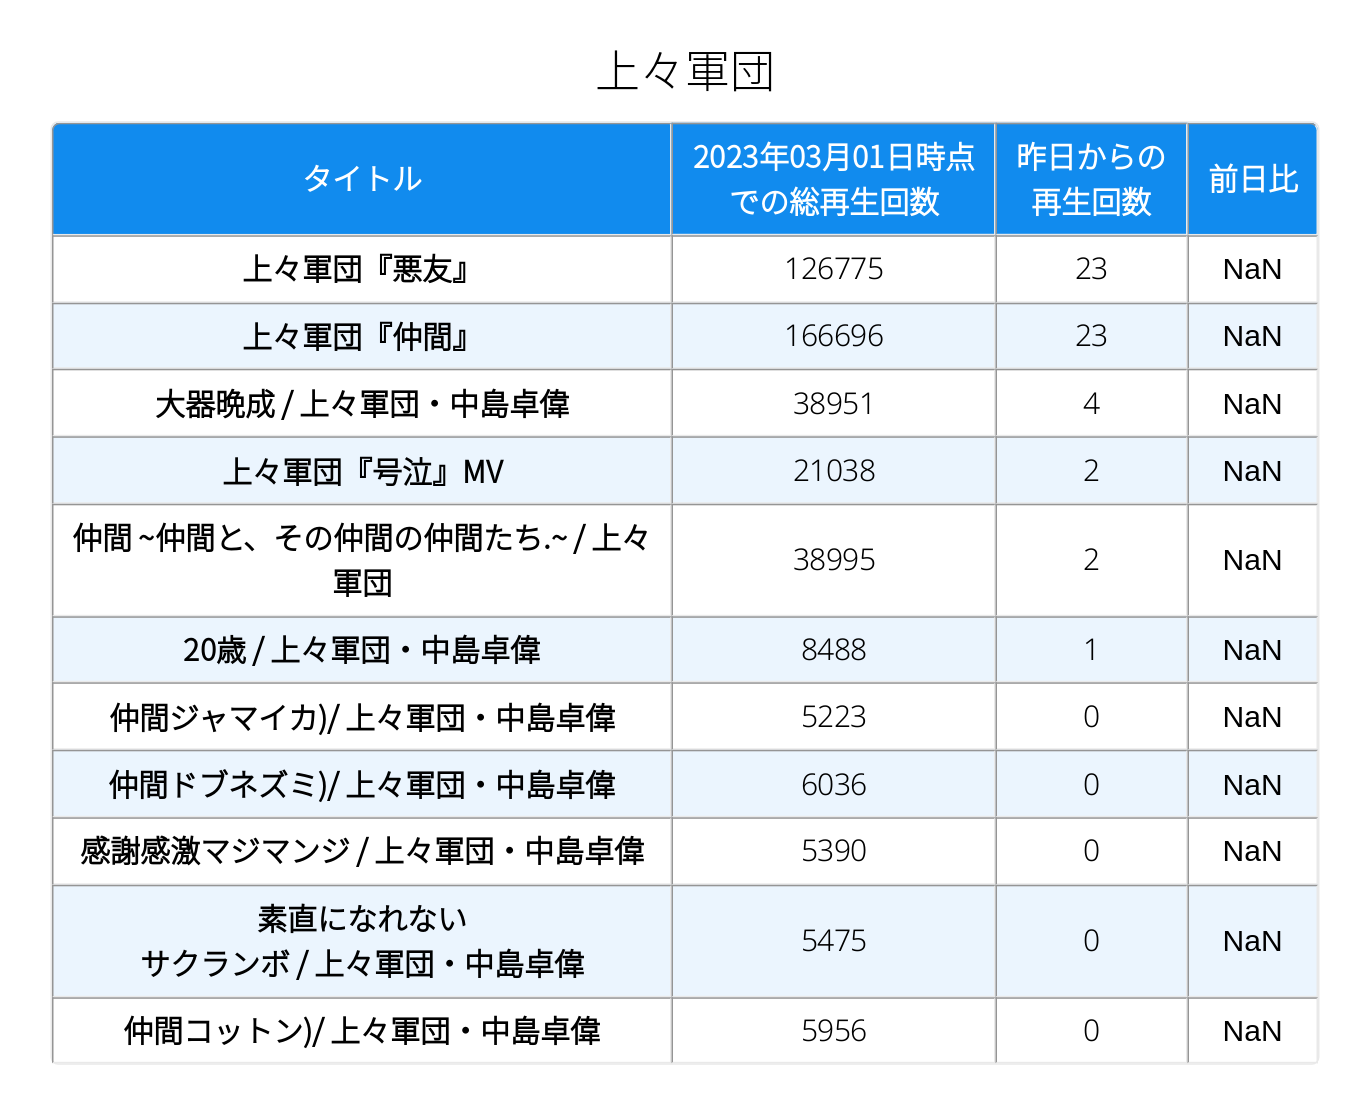 上々軍団
タイトル
2023年03月01日時点
での総再生回数
昨日からの
再生回数
前日比
上々軍団『悪友』 126775 23 NaN
上々軍団『仲間』 166696 23 NaN
大器晩成 / 上々軍団・中島卓偉 38951 4 NaN
上々軍団『号泣』MV 21038 2 NaN
仲間 ~仲間と、その仲間の仲間たち.~ / 上々
軍団 38995 2 NaN
20歳 / 上々軍団・中島卓偉 8488 1 NaN
仲間ジャマイカ)/ 上々軍団・中島卓偉 5223 0 NaN
仲間ドブネズミ)/ 上々軍団・中島卓偉 6036 0 NaN
感謝感激マジマンジ / 上々軍団・中島卓偉 5390 0 NaN
素直になれない
サクランボ / 上々軍団・中島卓偉 5475 0 NaN
仲間コットン)/ 上々軍団・中島卓偉 5956 0 NaN